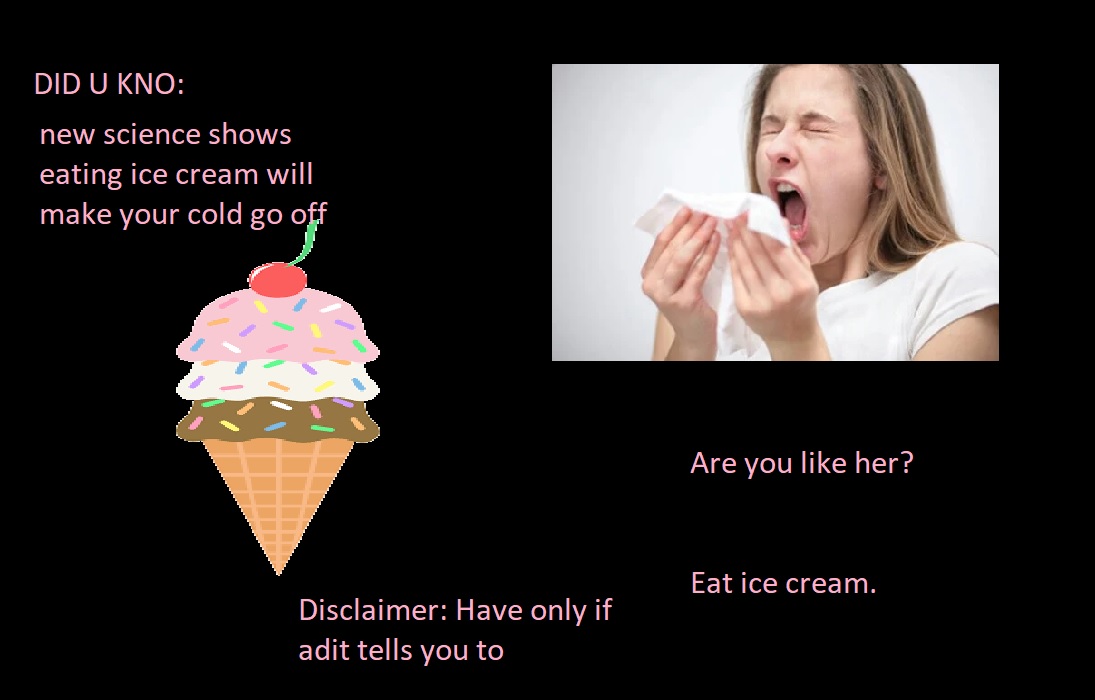 DID U KNO:
new science shows
eating ice cream will
make your cold go off
Are you like her?
Eat ice cream.
Disclaimer: Have only if
adit tells you to